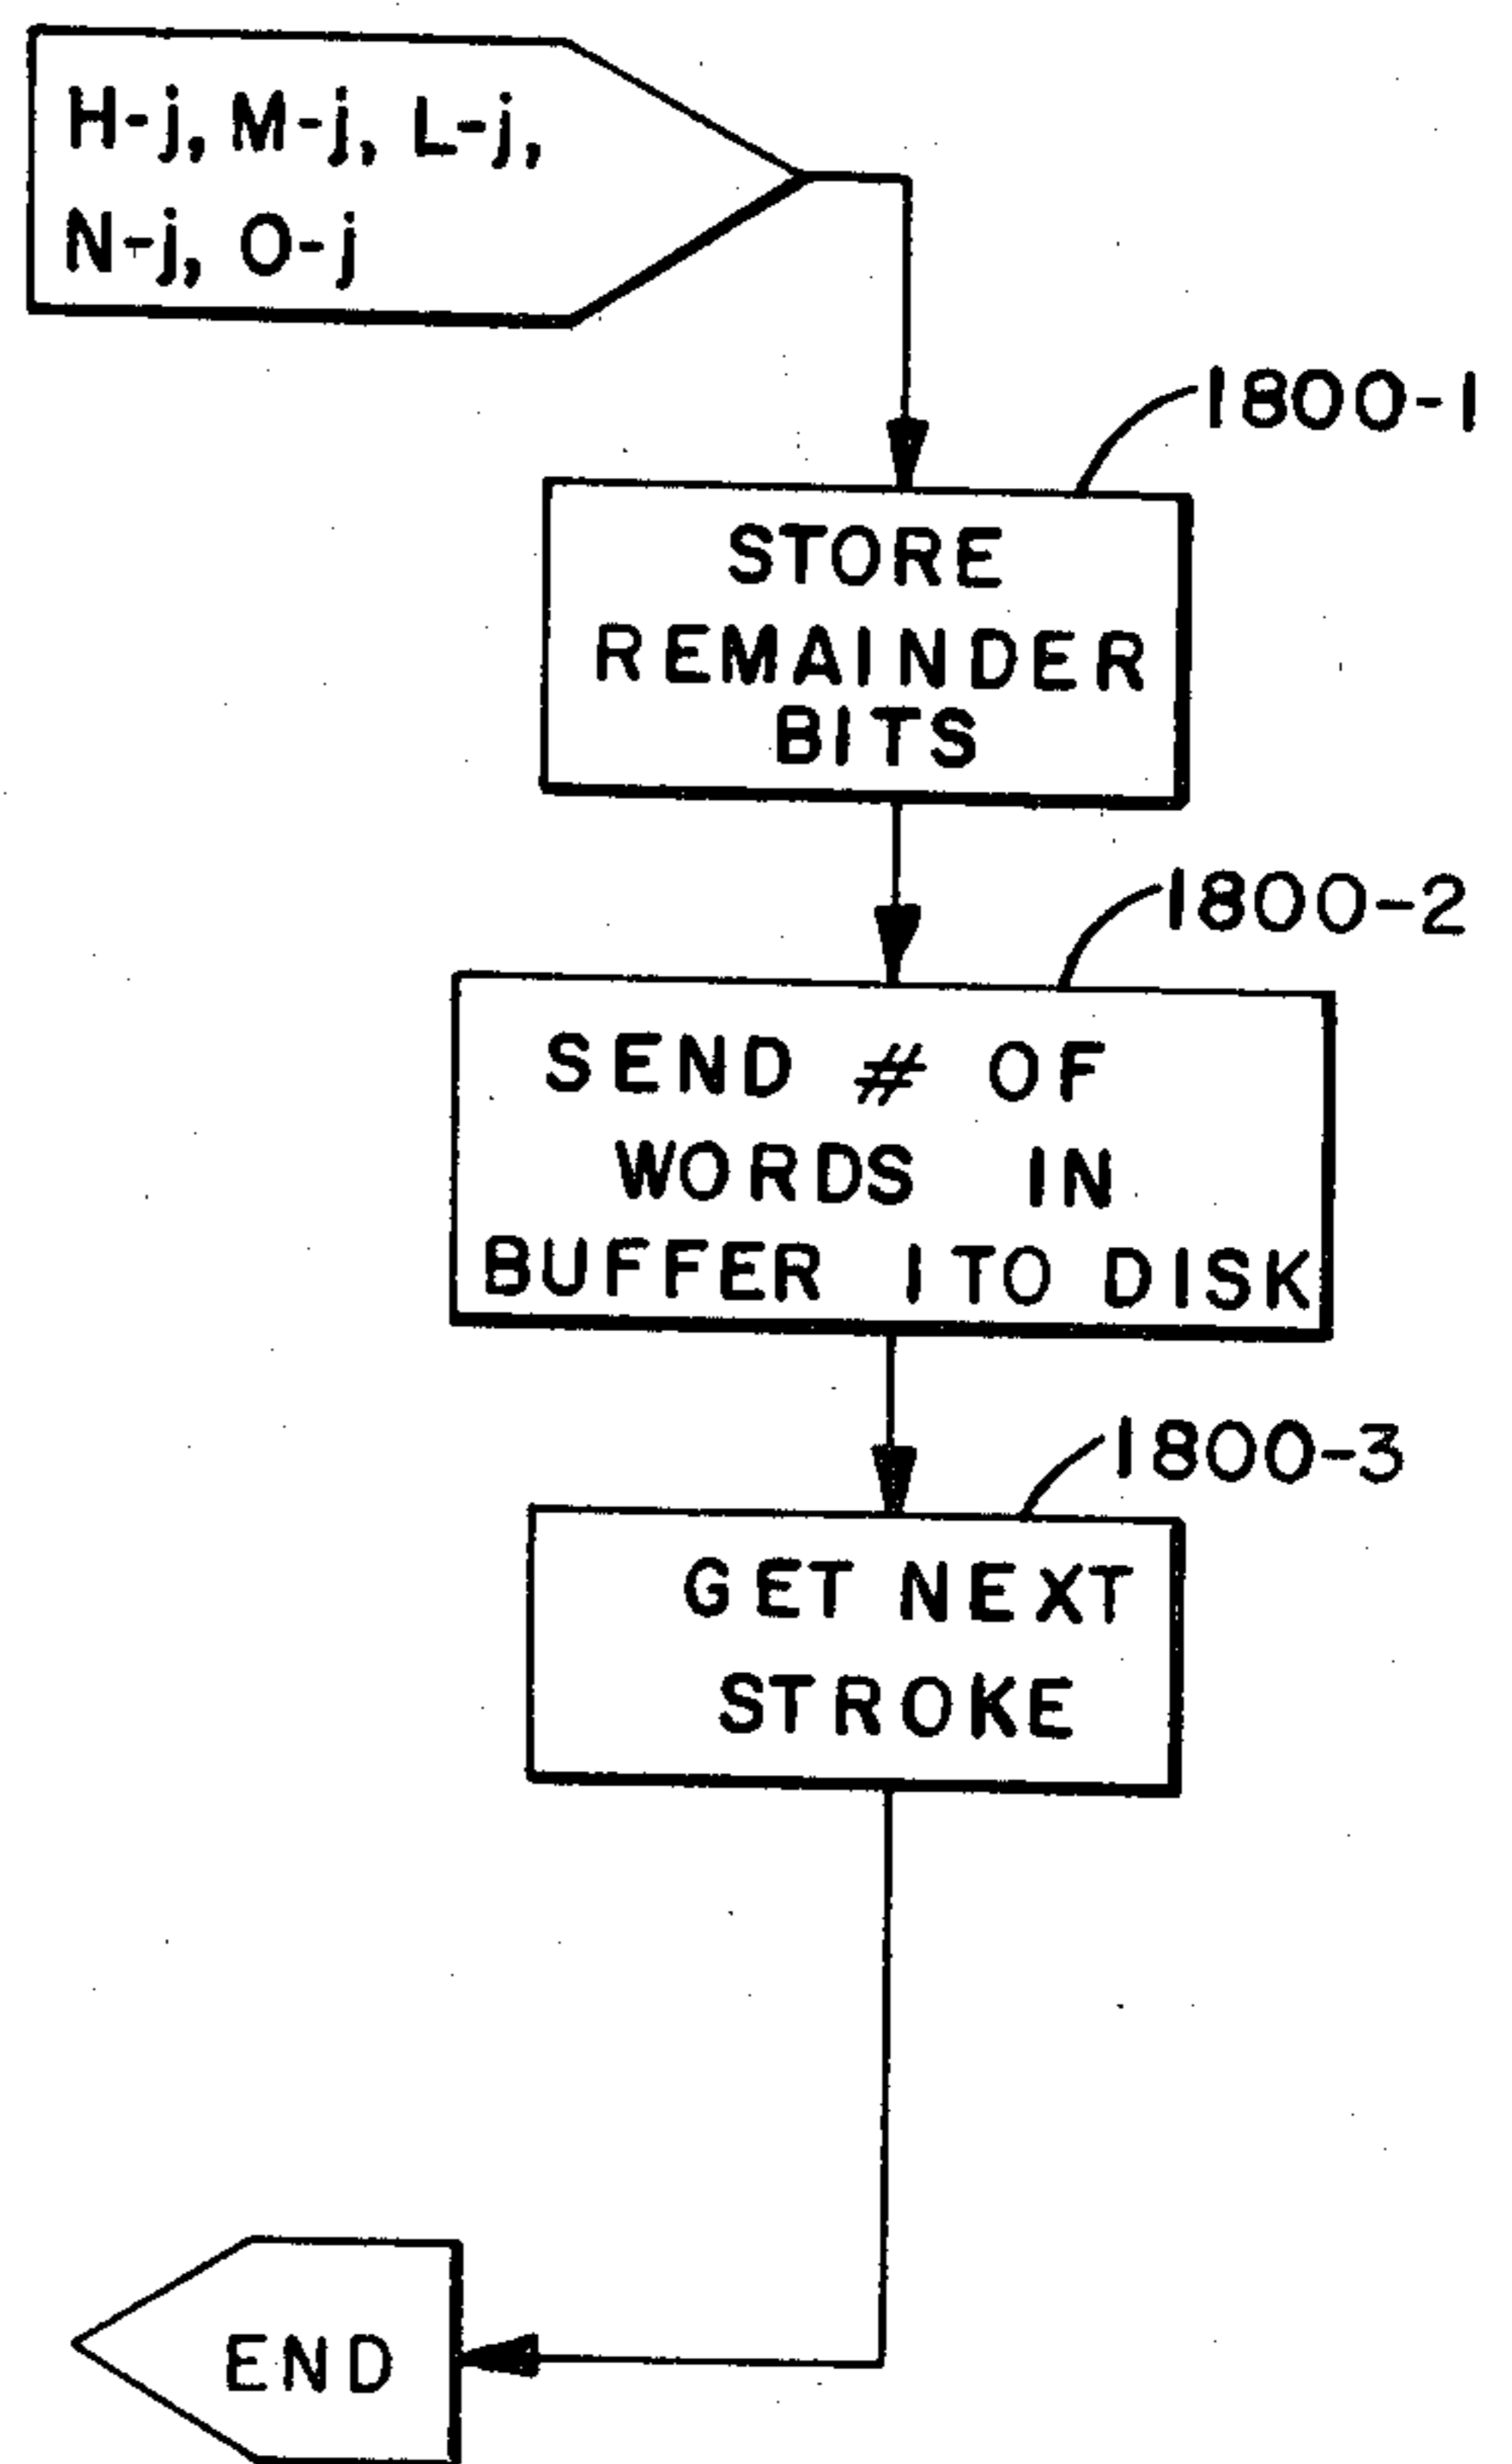 H-j, M-j, L-j,
N-j, O-j
1800-1
STORE
REMAINDER
BITS
1800-2
SEND # OF
WORDS IN
BUFFER 1 TO DISK
1800-3
GET NEXT
STROKE
END